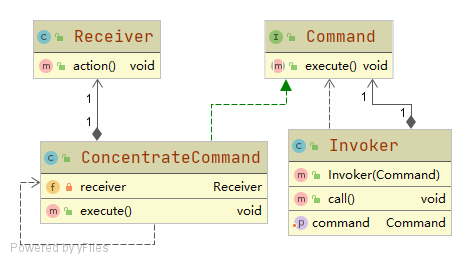 C Receiver
m action() void
I Command
m execute() void
1
1
1
1
C ConcentrateCommand
f receiver Receiver
m execute() void
C Invoker
m Invoker(Command)
m call() void
p command Command
Powered by yFiles